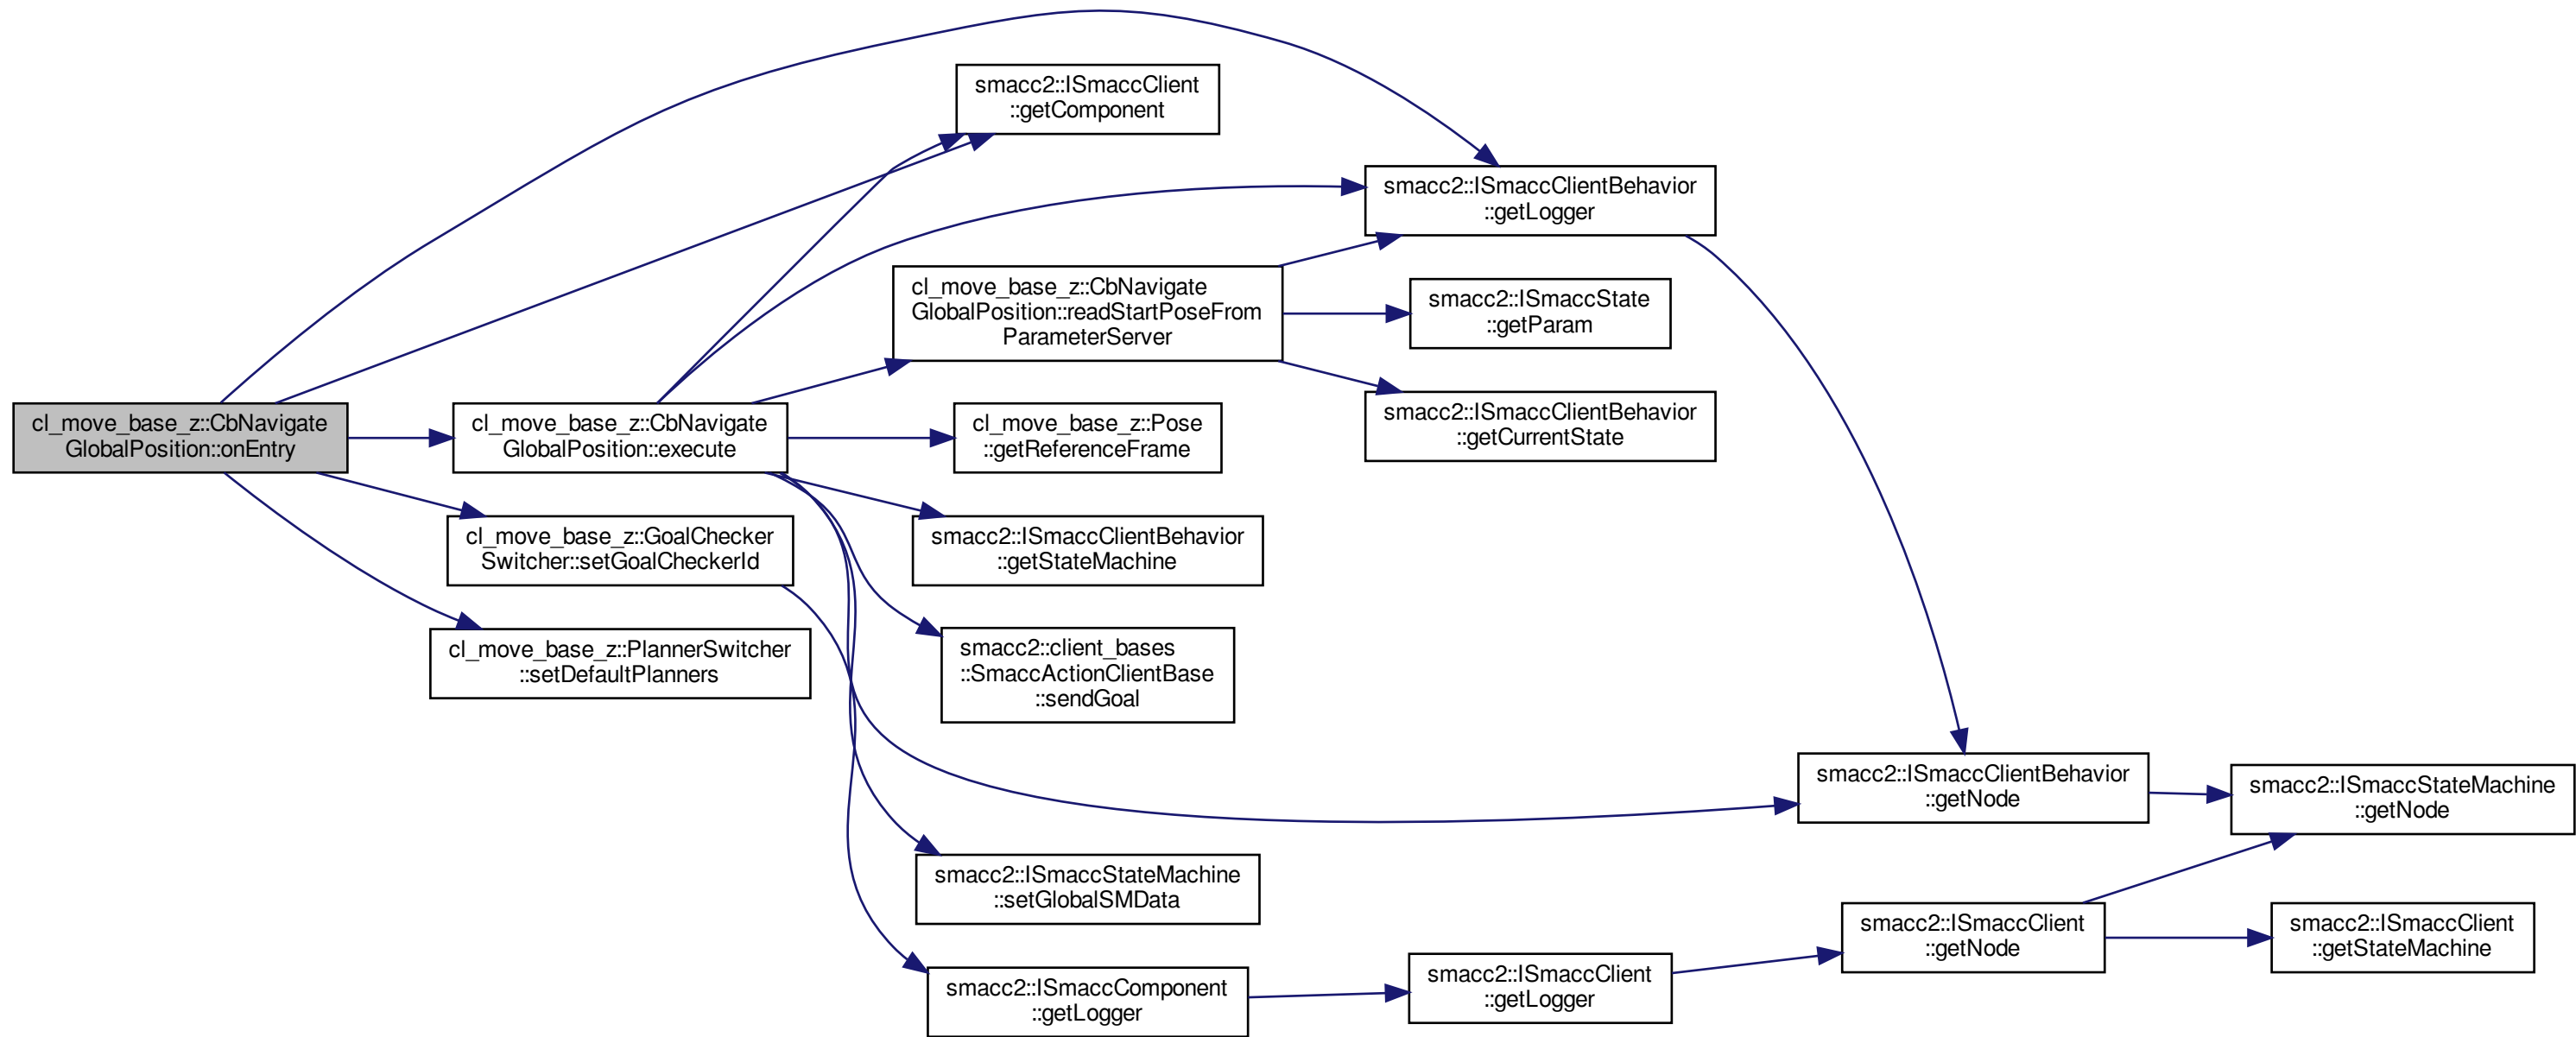 smacc2::ISmaccClient
::getComponent
smacc2::ISmaccClientBehavior
::getLogger
cl_move_base_z::CbNavigate
GlobalPosition::readStartPoseFrom
ParameterServer
smacc2::ISmaccState
::getParam
cl_move_base_z::CbNavigate
GlobalPosition::onEntry
cl_move_base_z::CbNavigate
GlobalPosition::execute
cl_move_base_z::Pose
::getReferenceFrame
smacc2::ISmaccClientBehavior
::getCurrentState
cl_move_base_z::GoalChecker
Switcher::setGoalCheckerId
smacc2::ISmaccClientBehavior
::getStateMachine
cl_move_base_z::PlannerSwitcher
::setDefaultPlanners
smacc2::client_bases
::SmaccActionClientBase
::sendGoal
smacc2::ISmaccClientBehavior
::getNode
smacc2::ISmaccStateMachine
::getNode
smacc2::ISmaccStateMachine
::setGlobalSMData
smacc2::ISmaccClient
::getNode
smacc2::ISmaccClient
::getStateMachine
smacc2::ISmaccComponent
::getLogger
smacc2::ISmaccClient
::getLogger